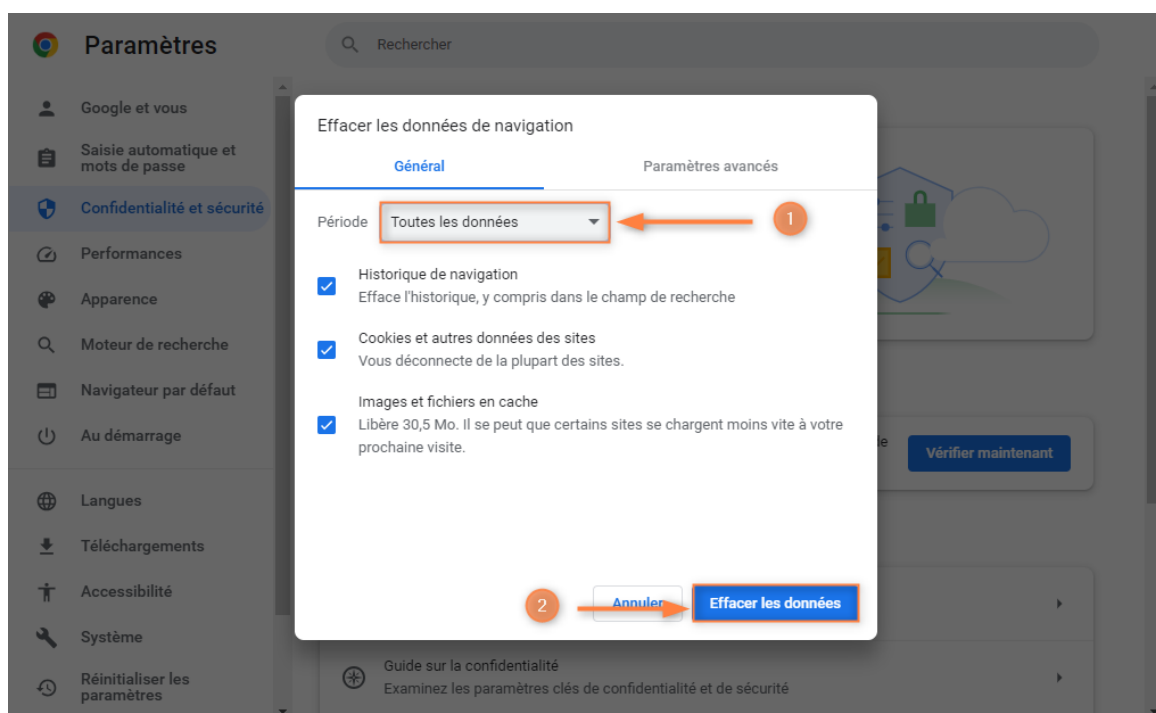 Paramètres
Rechercher
Google et vous
Saisie automatique et
mots de passe
Confidentialité et sécurité
Performances
Apparence
Moteur de recherche
Navigateur par défaut
Au démarrage
Langues
Téléchargements
Accessibilité
Système
Réinitialiser les
paramètres
Effacer les données de navigation
Général
Paramètres avancés
Période
Toutes les données
1
Historique de navigation
Efface l'historique, y compris dans le champ de recherche
Cookies et autres données des sites
Vous déconnecte de la plupart des sites.
Images et fichiers en cache
Libère 30,5 Mo. Il se peut que certains sites se chargent moins vite à votre
prochaine visite.
Vérifier maintenant
2
Annuler
Effacer les données
Guide sur la confidentialité
Examinez les paramètres clés de confidentialité et de sécurité